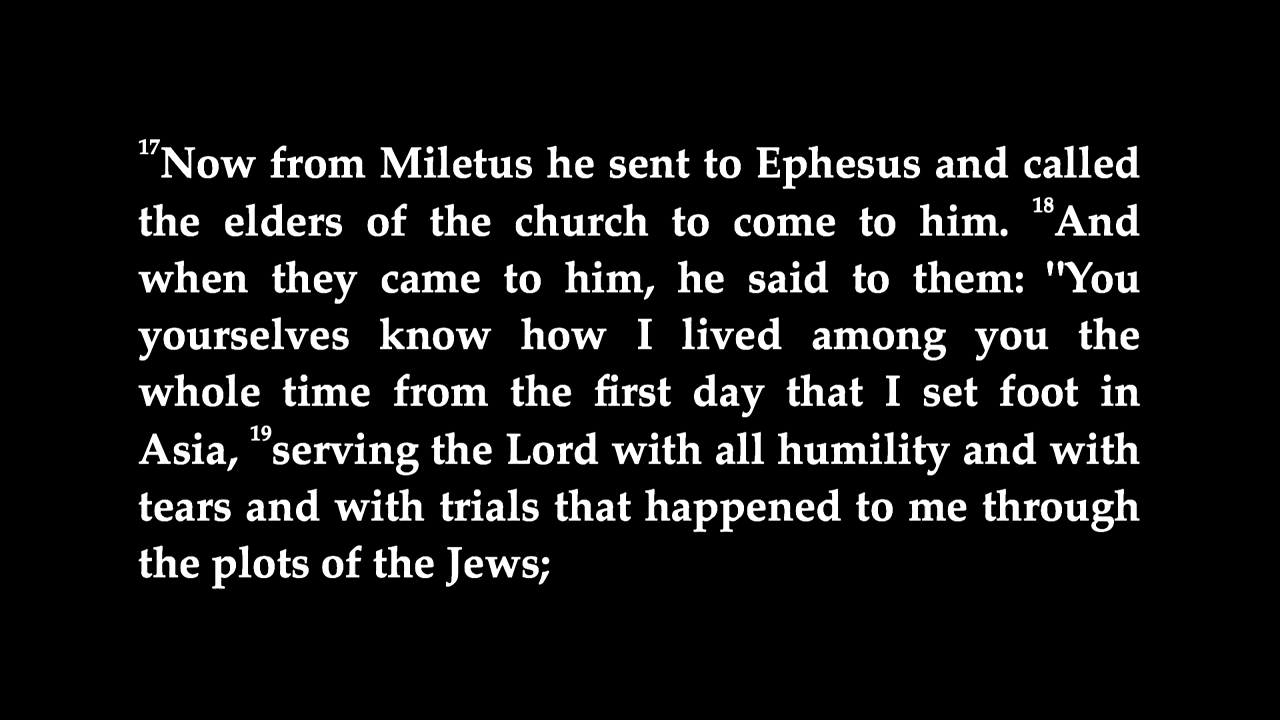 17Now from Miletus he sent to Ephesus and called
the elders of the church to come to him. 18And
when they came to him, he said to them: "You
yourselves know how I lived among you the
whole time from the first day that I set foot in
Asia, 19serving the Lord with all humility and with
tears and with trials that happened to me through
the plots of the Jews;